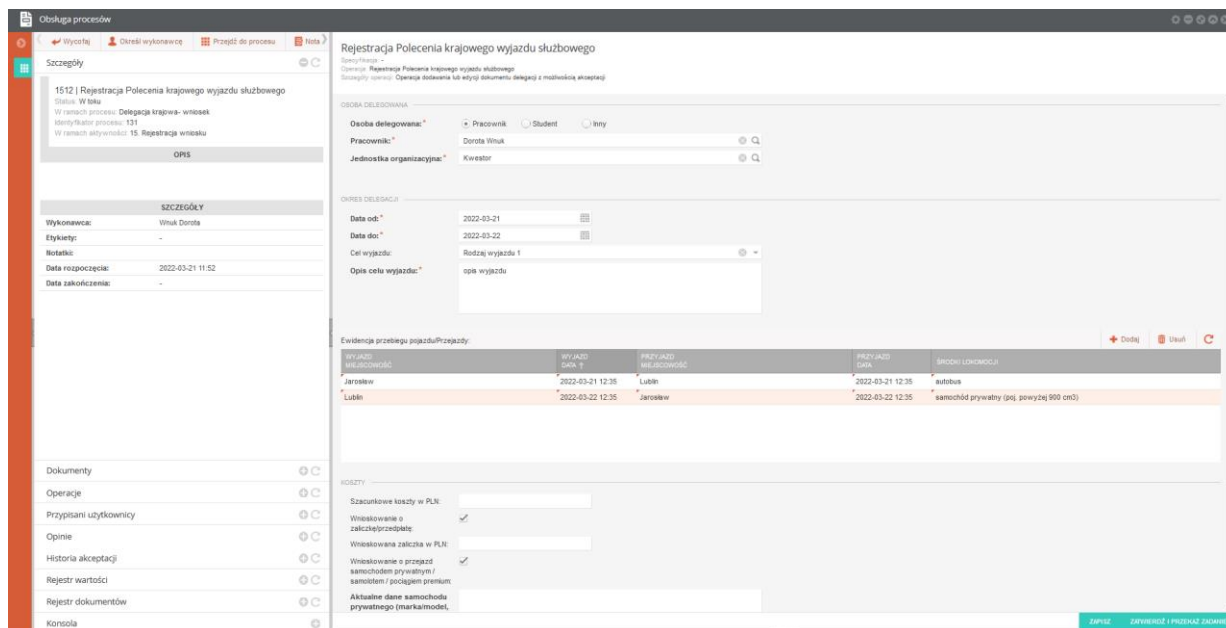 Obsługa procesów
Wycofaj Określ wykonawcę Przejdź do procesu Nota
Szczegóły
1512 | Rejestracja Polecenia krajowego wyjazdu służbowego
Status: W toku
W ramach procesu: Delegacja krajowa- wniosek
Identyfikator procesu: 131
W ramach aktywności: 15. Rejestracja wniosku
OPIS
SZCZEGÓŁY
Wykonawca: Wnuk Dorota
Etykiety: -
Notatki:
Data rozpoczęcia: 2022-03-21 11:52
Data zakończenia: -
Dokumenty
Operacje
Przypisani użytkownicy
Opinie
Historia akceptacji
Rejestr wartości
Rejestr dokumentów
Konsola
Rejestracja Polecenia krajowego wyjazdu służbowego
Specyfikacja: -
Operacja: Rejestracja Polecenia krajowego wyjazdu służbowego
Szczegóły operacji: Operacja dodawania lub edycji dokumentu delegacji z możliwością akceptacji
OSOBA DELEGOWANA
Osoba delegowana:* Pracownik Student Inny
Pracownik:* Dorota Wnuk
Jednostka organizacyjna:* Kwestor
OKRES DELEGACJI
Data od:* 2022-03-21
Data do:* 2022-03-22
Cel wyjazdu: Rodzaj wyjazdu 1
Opis celu wyjazdu:* opis wyjazdu
Ewidencja przebiegu pojazdu/Przejazdy: Dodaj Usuń
WYJAZD MIEJSCOWOŚĆ WYJAZD DATA ↑ PRZYJAZD MIEJSCOWOŚĆ PRZYJAZD DATA ŚRODKI LOKOMOCJI
Jarosław 2022-03-21 12:35 Lublin 2022-03-21 12:35 autobus
Lublin 2022-03-22 12:35 Jarosław 2022-03-22 12:35 samochód prywatny (poj. powyżej 900 cm3)
KOSZTY
Szacunkowe koszty w PLN:
Wnioskowanie o
zaliczkę/przedpłatę:
Wnioskowana zaliczka w PLN:
Wnioskowanie o przejazd
samochodem prywatnym /
samolotem / pociągiem premium:
Aktualne dane samochodu
prywatnego (marka/model,
ZAPISZ ZATWIERDŹ I PRZEKAŻ ZADANIE